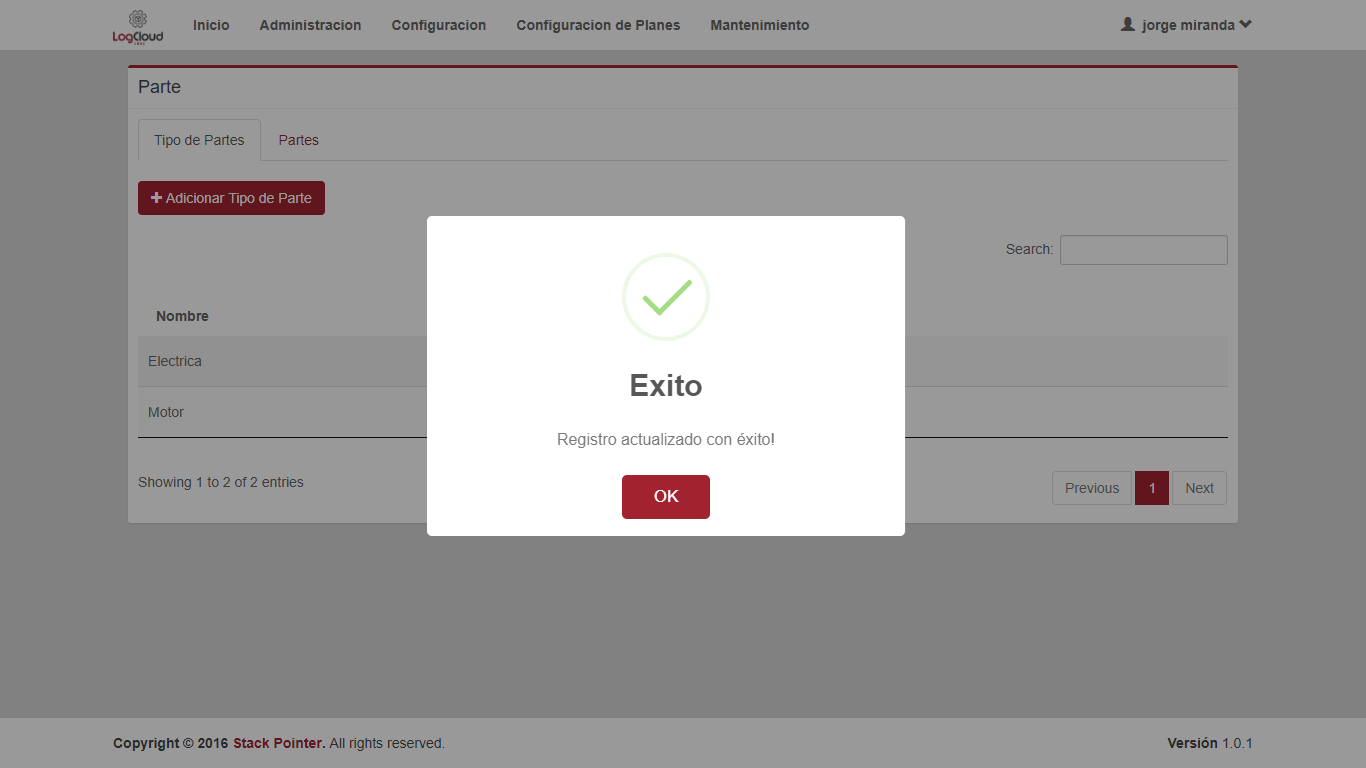 LogCloud
Inicio Administracion Configuracion Configuracion de Planes Mantenimiento jorge miranda
Parte
Tipo de Partes Partes
Adicionar Tipo de Parte
Search:
Nombre
Electrica
Motor
Exito
Registro actualizado con éxito!
OK
Showing 1 to 2 of 2 entries
Previous 1 Next
Copyright © 2016 Stack Pointer. All rights reserved. Versión 1.0.1